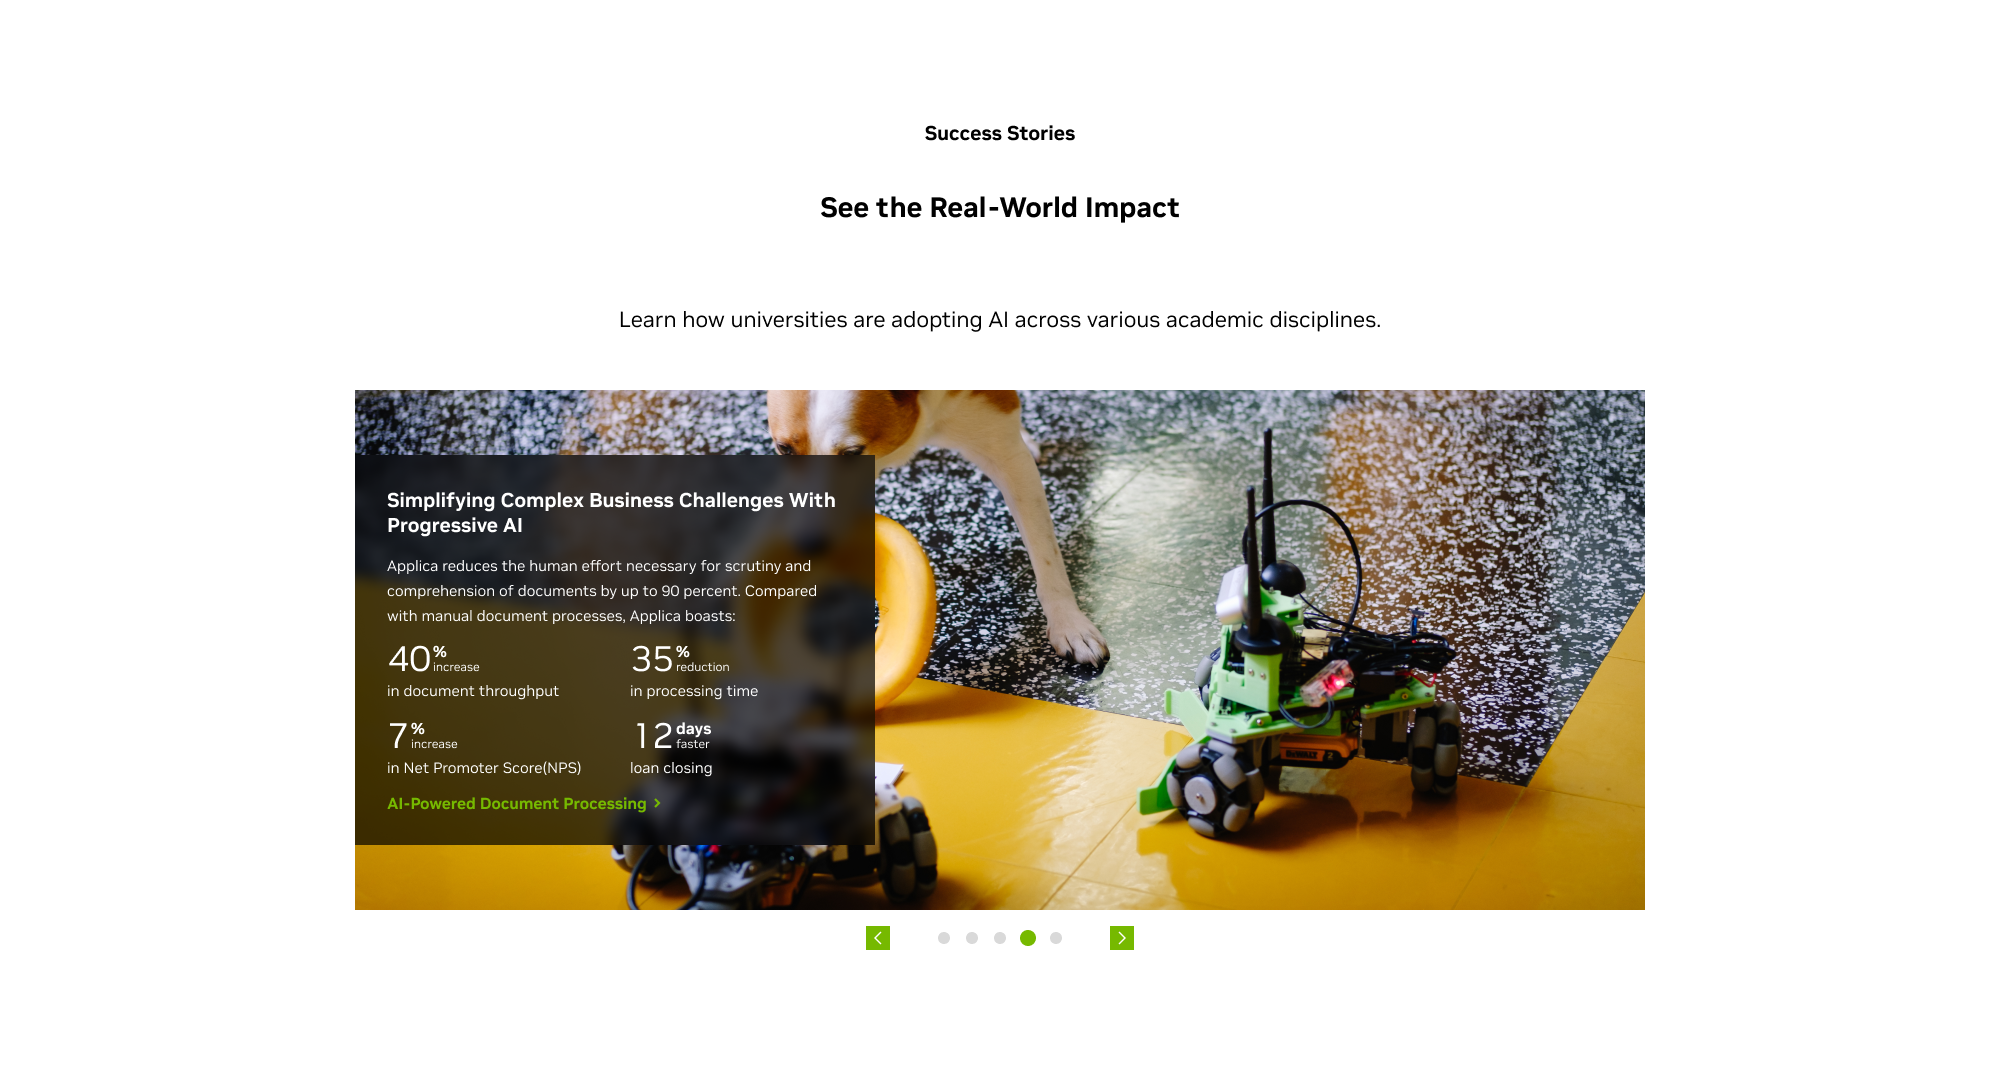 Success Stories
See the Real-World Impact
Learn how universities are adopting AI across various academic disciplines.
Simplifying Complex Business Challenges With
Progressive AI
Applica reduces the human effort necessary for scrutiny and
comprehension of documents by up to 90 percent. Compared
with manual document processes, Applica boasts:
40% increase
in document throughput
35% reduction
in processing time
7% increase
in Net Promoter Score(NPS)
12 days faster
loan closing
AI-Powered Document Processing
DEWALT